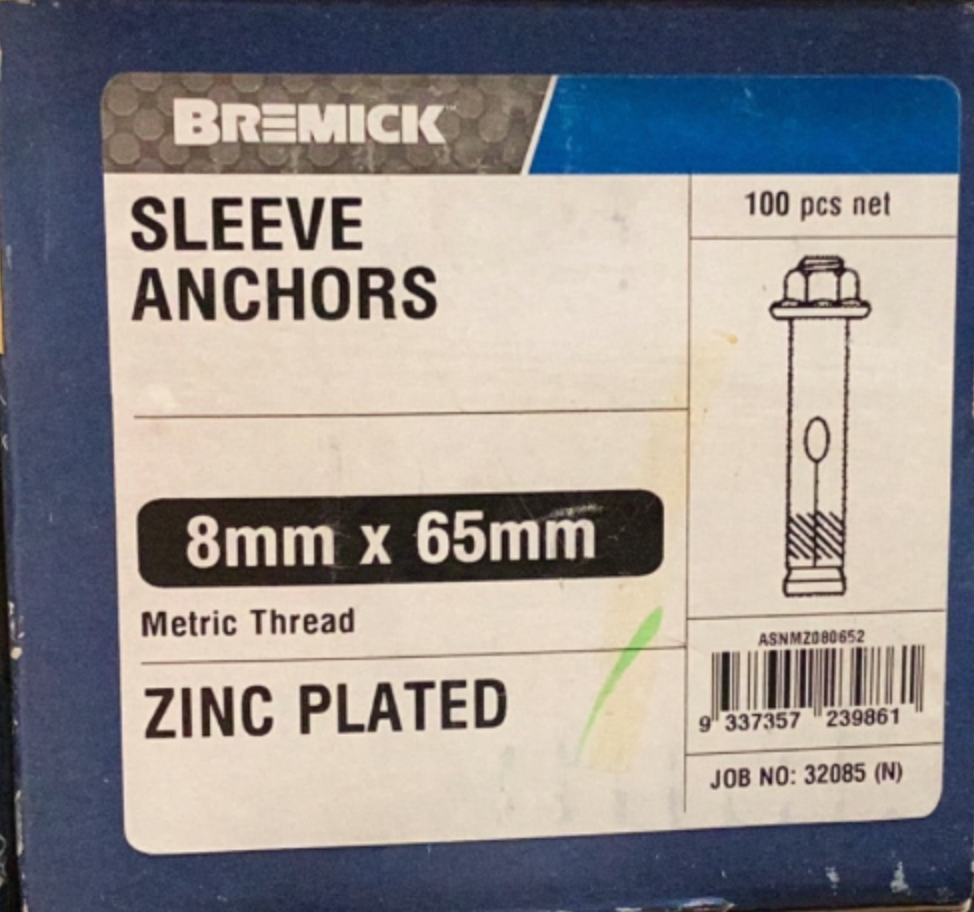 BREMICK
SLEEVE
ANCHORS
100 pcs net
8mm x 65mm
Metric Thread
ZINC PLATED
ASNMZ080652
9 337357 239861
JOB NO: 32085 (N)